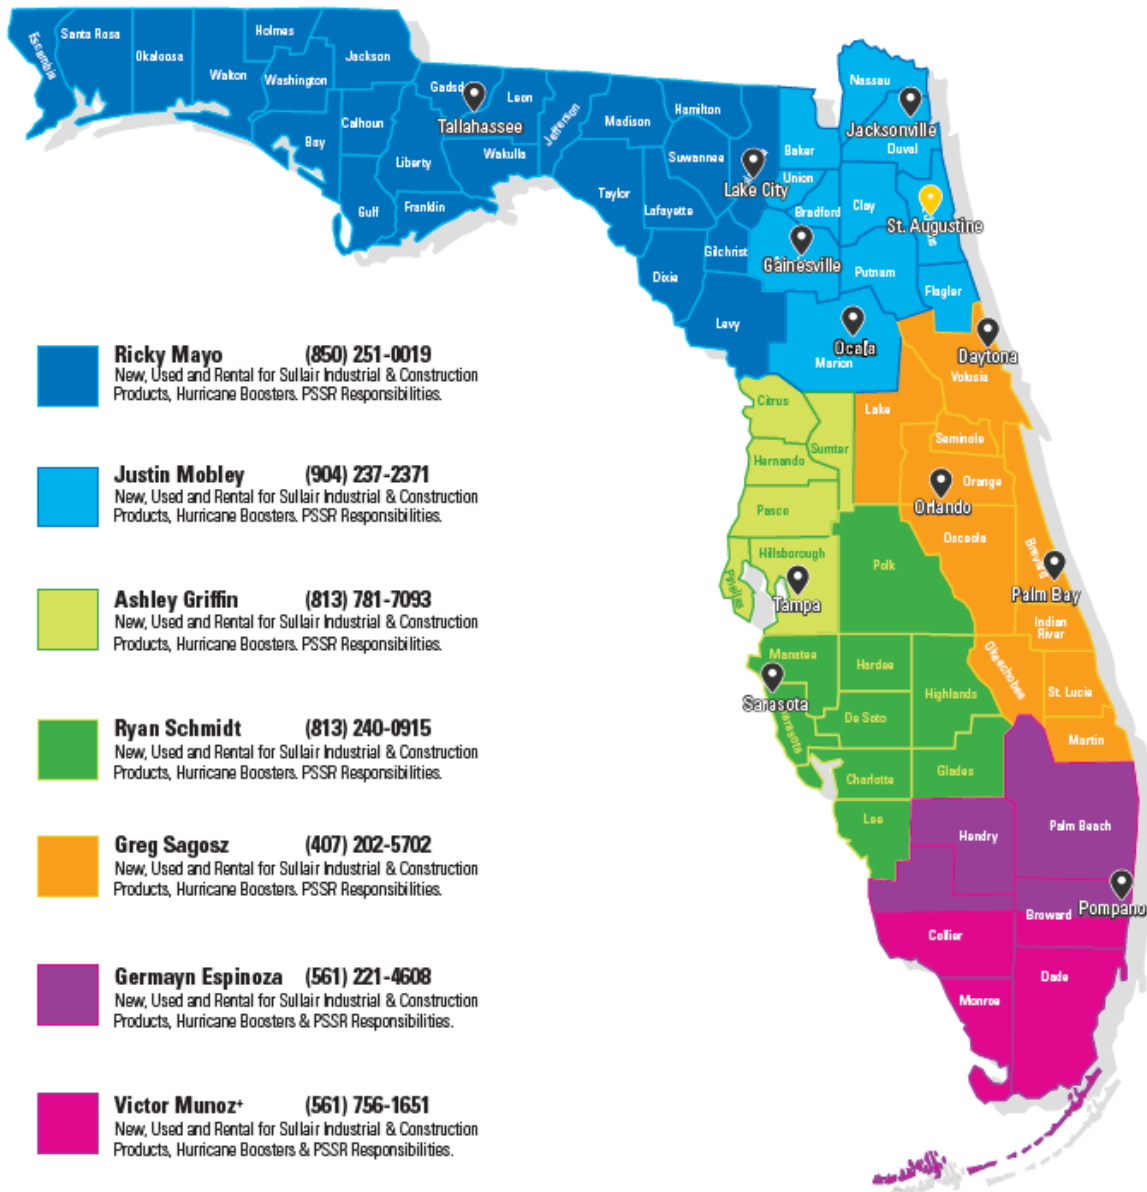 Santa Rosa
Escambia
Okaloosa
Walton
Holmes
Washington
Jackson
Bay
Calhoun
Gulf
Liberty
Franklin
Gadsd
Leon
Tallahassee
Wakulla
Jefferson
Madison
Taylor
Hamilton
Suwannee
Lafayette
Lake City
Dixie
Gilchrist
Levy
Nassau
Jacksonville
Duval
Baker
Union
Bradford
Clay
St. Augustine
Gainesville
Putnam
Flagler
Ocala
Marion
Daytona
Volusia
Citrus
Sumter
Lake
Seminole
Hernando
Orange
Orlando
Pasco
Osceola
Brevard
Hillsborough
Pinellas
Tampa
Polk
Palm Bay
Indian
River
Manatee
Sarasota
Sarasota
Hardee
Highlands
Okeechobee
St. Lucie
De Soto
Martin
Charlotte
Glades
Lee
Hendry
Palm Beach
Pompano
Broward
Collier
Dade
Monroe
Ricky Mayo (850) 251-0019
New, Used and Rental for Sullair Industrial & Construction
Products, Hurricane Boosters. PSSR Responsibilities.
Justin Mobley (904) 237-2371
New, Used and Rental for Sullair Industrial & Construction
Products, Hurricane Boosters. PSSR Responsibilities.
Ashley Griffin (813) 781-7093
New, Used and Rental for Sullair Industrial & Construction
Products, Hurricane Boosters. PSSR Responsibilities.
Ryan Schmidt (813) 240-0915
New, Used and Rental for Sullair Industrial & Construction
Products, Hurricane Boosters. PSSR Responsibilities.
Greg Sagosz (407) 202-5702
New, Used and Rental for Sullair Industrial & Construction
Products, Hurricane Boosters. PSSR Responsibilities.
Germayn Espinoza (561) 221-4608
New, Used and Rental for Sullair Industrial & Construction
Products, Hurricane Boosters & PSSR Responsibilities.
Victor Munoz+ (561) 756-1651
New, Used and Rental for Sullair Industrial & Construction
Products, Hurricane Boosters & PSSR Responsibilities.